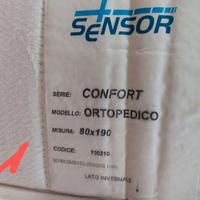 SENSOR
SERIE: CONFORT
MODELLO: ORTOPEDICO
MISURA: 80x190
CODICE: 700210
LATO INVERNALE